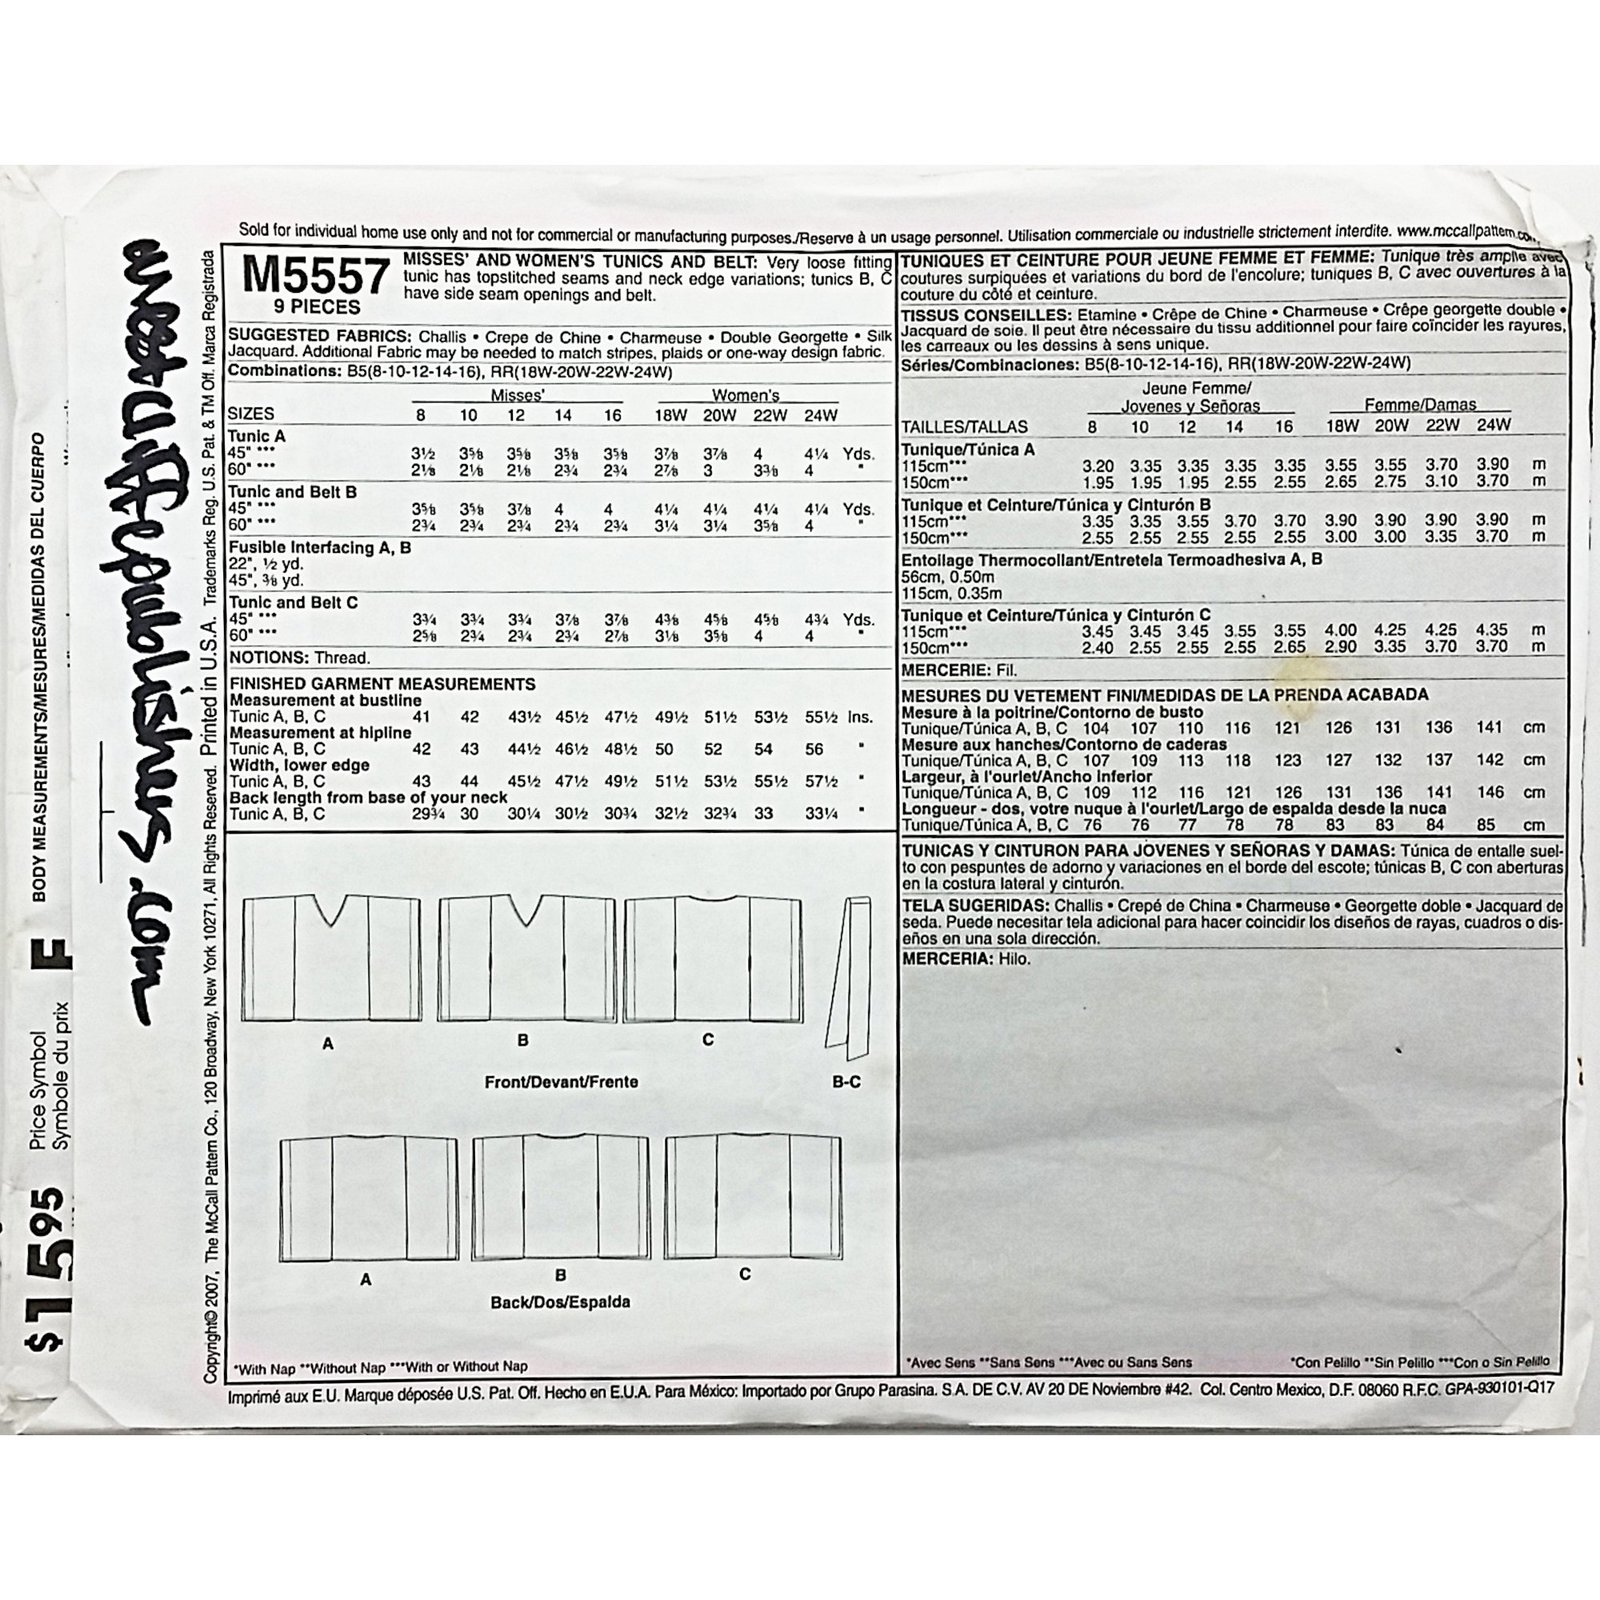 Sold for individual home use only and not for commercial or manufacturing purposes./Reserve à un usage personnel. Utilisation commerciale ou industrielle strictement interdite. www.mccallpattern.com
M5557
9 PIECES
MISSES' AND WOMEN'S TUNICS AND BELT: Very loose fitting
tunic has topstitched seams and neck edge variations; tunics B, C
have side seam openings and belt.
SUGGESTED FABRICS: Challis • Crepe de Chine • Charmeuse • Double Georgette • Silk
Jacquard. Additional Fabric may be needed to match stripes, plaids or one-way design fabric.
Combinations: B5(8-10-12-14-16), RR(18W-20W-22W-24W)
Misses' Women's
SIZES 8 10 12 14 16 18W 20W 22W 24W
Tunic A
45" *** 3½ 3⅝ 3⅝ 3⅝ 3⅝ 3⅞ 3⅞ 4 4¼ Yds.
60" *** 2⅛ 2⅛ 2⅛ 2¾ 2¾ 2⅞ 3 3⅜ 4 "
Tunic and Belt B
45" *** 3⅝ 3⅝ 3⅞ 4 4 4¼ 4¼ 4¼ 4¼ Yds.
60" *** 2¾ 2¾ 2¾ 2¾ 2¾ 3¼ 3¼ 3⅝ 4 "
Fusible Interfacing A, B
22", ½ yd.
45", ⅜ yd.
Tunic and Belt C
45" *** 3¾ 3¾ 3¾ 3⅞ 3⅞ 4⅜ 4⅝ 4⅝ 4¾ Yds.
60" *** 2⅝ 2¾ 2¾ 2¾ 2⅞ 3⅛ 3⅝ 4 4 "
NOTIONS: Thread.
FINISHED GARMENT MEASUREMENTS
Measurement at bustline
Tunic A, B, C 41 42 43½ 45½ 47½ 49½ 51½ 53½ 55½ Ins.
Measurement at hipline
Tunic A, B, C 42 43 44½ 46½ 48½ 50 52 54 56 "
Width, lower edge
Tunic A, B, C 43 44 45½ 47½ 49½ 51½ 53½ 55½ 57½ "
Back length from base of your neck
Tunic A, B, C 29¾ 30 30¼ 30½ 30¾ 32½ 32¾ 33 33¼ "
A
B
C
Front/Devant/Frente
B-C
A
B
C
Back/Dos/Espalda
*With Nap **Without Nap ***With or Without Nap
TUNIQUES ET CEINTURE POUR JEUNE FEMME ET FEMME: Tunique très ample avec
coutures surpiquées et variations du bord de l'encolure; tuniques B, C avec ouvertures à la
couture du côté et ceinture.
TISSUS CONSEILLES: Etamine • Crêpe de Chine • Charmeuse • Crêpe georgette double •
Jacquard de soie. Il peut être nécessaire du tissu additionnel pour faire coïncider les rayures,
les carreaux ou les dessins à sens unique.
Séries/Combinaciones: B5(8-10-12-14-16), RR(18W-20W-22W-24W)
Jeune Femme/
Jovenes y Señoras Femme/Damas
TAILLES/TALLAS 8 10 12 14 16 18W 20W 22W 24W
Tunique/Túnica A
115cm*** 3.20 3.35 3.35 3.35 3.35 3.55 3.55 3.70 3.90 m
150cm*** 1.95 1.95 1.95 2.55 2.55 2.65 2.75 3.10 3.70 m
Tunique et Ceinture/Túnica y Cinturón B
115cm*** 3.35 3.35 3.55 3.70 3.70 3.90 3.90 3.90 3.90 m
150cm*** 2.55 2.55 2.55 2.55 2.55 3.00 3.00 3.35 3.70 m
Entoilage Thermocollant/Entretela Termoadhesiva A, B
56cm, 0.50m
115cm, 0.35m
Tunique et Ceinture/Túnica y Cinturón C
115cm*** 3.45 3.45 3.45 3.55 3.55 4.00 4.25 4.25 4.35 m
150cm*** 2.40 2.55 2.55 2.55 2.65 2.90 3.35 3.70 3.70 m
MERCERIE: Fil.
MESURES DU VETEMENT FINI/MEDIDAS DE LA PRENDA ACABADA
Mesure à la poitrine/Contorno de busto
Tunique/Túnica A, B, C 104 107 110 116 121 126 131 136 141 cm
Mesure aux hanches/Contorno de caderas
Tunique/Túnica A, B, C 107 109 113 118 123 127 132 137 142 cm
Largeur, à l'ourlet/Ancho Inferior
Tunique/Túnica A, B, C 109 112 116 121 126 131 136 141 146 cm
Longueur - dos, votre nuque à l'ourlet/Largo de espalda desde la nuca
Tunique/Túnica A, B, C 76 76 77 78 78 83 83 84 85 cm
TUNICAS Y CINTURON PARA JOVENES Y SEÑORAS Y DAMAS: Túnica de entalle suel-
to con pespuntes de adorno y variaciones en el borde del escote; túnicas B, C con aberturas
en la costura lateral y cinturón.
TELA SUGERIDAS: Challis • Crepé de China • Charmeuse • Georgette doble • Jacquard de
seda. Puede necesitar tela adicional para hacer coincidir los diseños de rayas, cuadros o dis-
eños en una sola dirección.
MERCERIA: Hilo.
*Avec Sens **Sans Sens ***Avec ou Sans Sens
*Con Pelillo **Sin Pelillo ***Con o Sin Pelillo
Imprimé aux E.U. Marque déposée U.S. Pat. Off. Hecho en E.U.A. Para México: Importado por Grupo Parasina. S.A. DE C.V. AV 20 DE Noviembre #42. Col. Centro Mexico, D.F. 08060 R.F.C. GPA-930101-Q17
Copyright© 2007, The McCall Pattern Co., 120 Broadway, New York 10271, All Rights Reserved. Printed in U.S.A. Trademarks Reg. U.S. Pat. & TM Off. Marca Registrada
$1595 Price Symbol F BODY MEASUREMENTS/MESURES/MEDIDAS DEL CUERPO
Symbole du prix